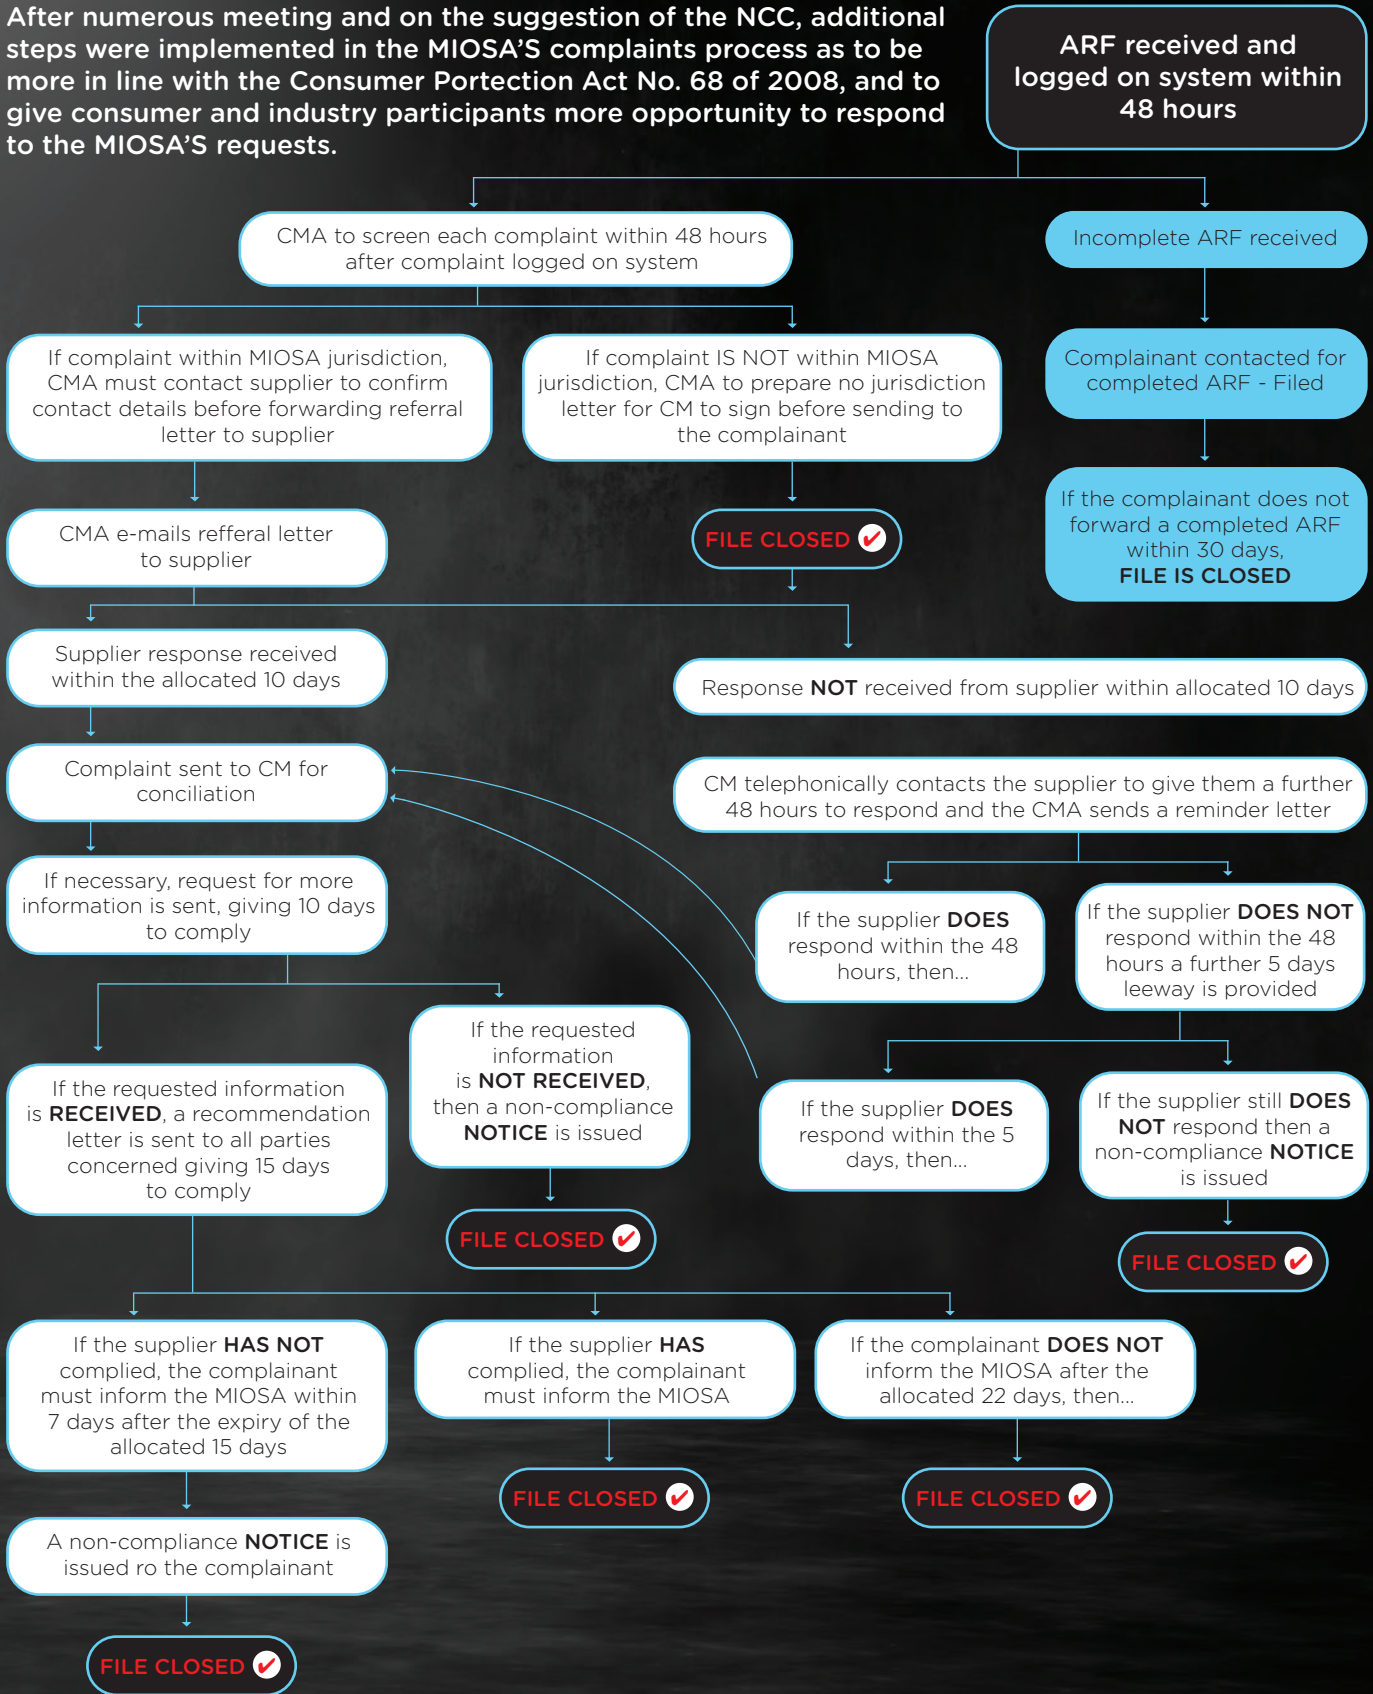 After numerous meeting and on the suggestion of the NCC, additional
steps were implemented in the MIOSA'S complaints process as to be
more in line with the Consumer Portection Act No. 68 of 2008, and to
give consumer and industry participants more opportunity to respond
to the MIOSA'S requests.
ARF received and
logged on system within
48 hours
CMA to screen each complaint within 48 hours
after complaint logged on system
Incomplete ARF received
If complaint within MIOSA jurisdiction,
CMA must contact supplier to confirm
contact details before forwarding referral
letter to supplier
If complaint IS NOT within MIOSA
jurisdiction, CMA to prepare no jurisdiction
letter for CM to sign before sending to
the complainant
Complainant contacted for
completed ARF - Filed
CMA e-mails refferal letter
to supplier
FILE CLOSED
If the complainant does not
forward a completed ARF
within 30 days,
FILE IS CLOSED
Supplier response received
within the allocated 10 days
Response NOT received from supplier within allocated 10 days
Complaint sent to CM for
conciliation
CM telephonically contacts the supplier to give them a further
48 hours to respond and the CMA sends a reminder letter
If necessary, request for more
information is sent, giving 10 days
to comply
If the supplier DOES
respond within the 48
hours, then...
If the supplier DOES NOT
respond within the 48
hours a further 5 days
leeway is provided
If the requested information
is RECEIVED, a recommendation
letter is sent to all parties
concerned giving 15 days
to comply
If the requested
information
is NOT RECEIVED,
then a non-compliance
NOTICE is issued
If the supplier DOES
respond within the 5
days, then...
If the supplier still DOES
NOT respond then a
non-compliance NOTICE
is issued
FILE CLOSED
FILE CLOSED
If the supplier HAS NOT
complied, the complainant
must inform the MIOSA within
7 days after the expiry of the
allocated 15 days
If the supplier HAS
complied, the complainant
must inform the MIOSA
If the complainant DOES NOT
inform the MIOSA after the
allocated 22 days, then...
FILE CLOSED
FILE CLOSED
A non-compliance NOTICE is
issued ro the complainant
FILE CLOSED